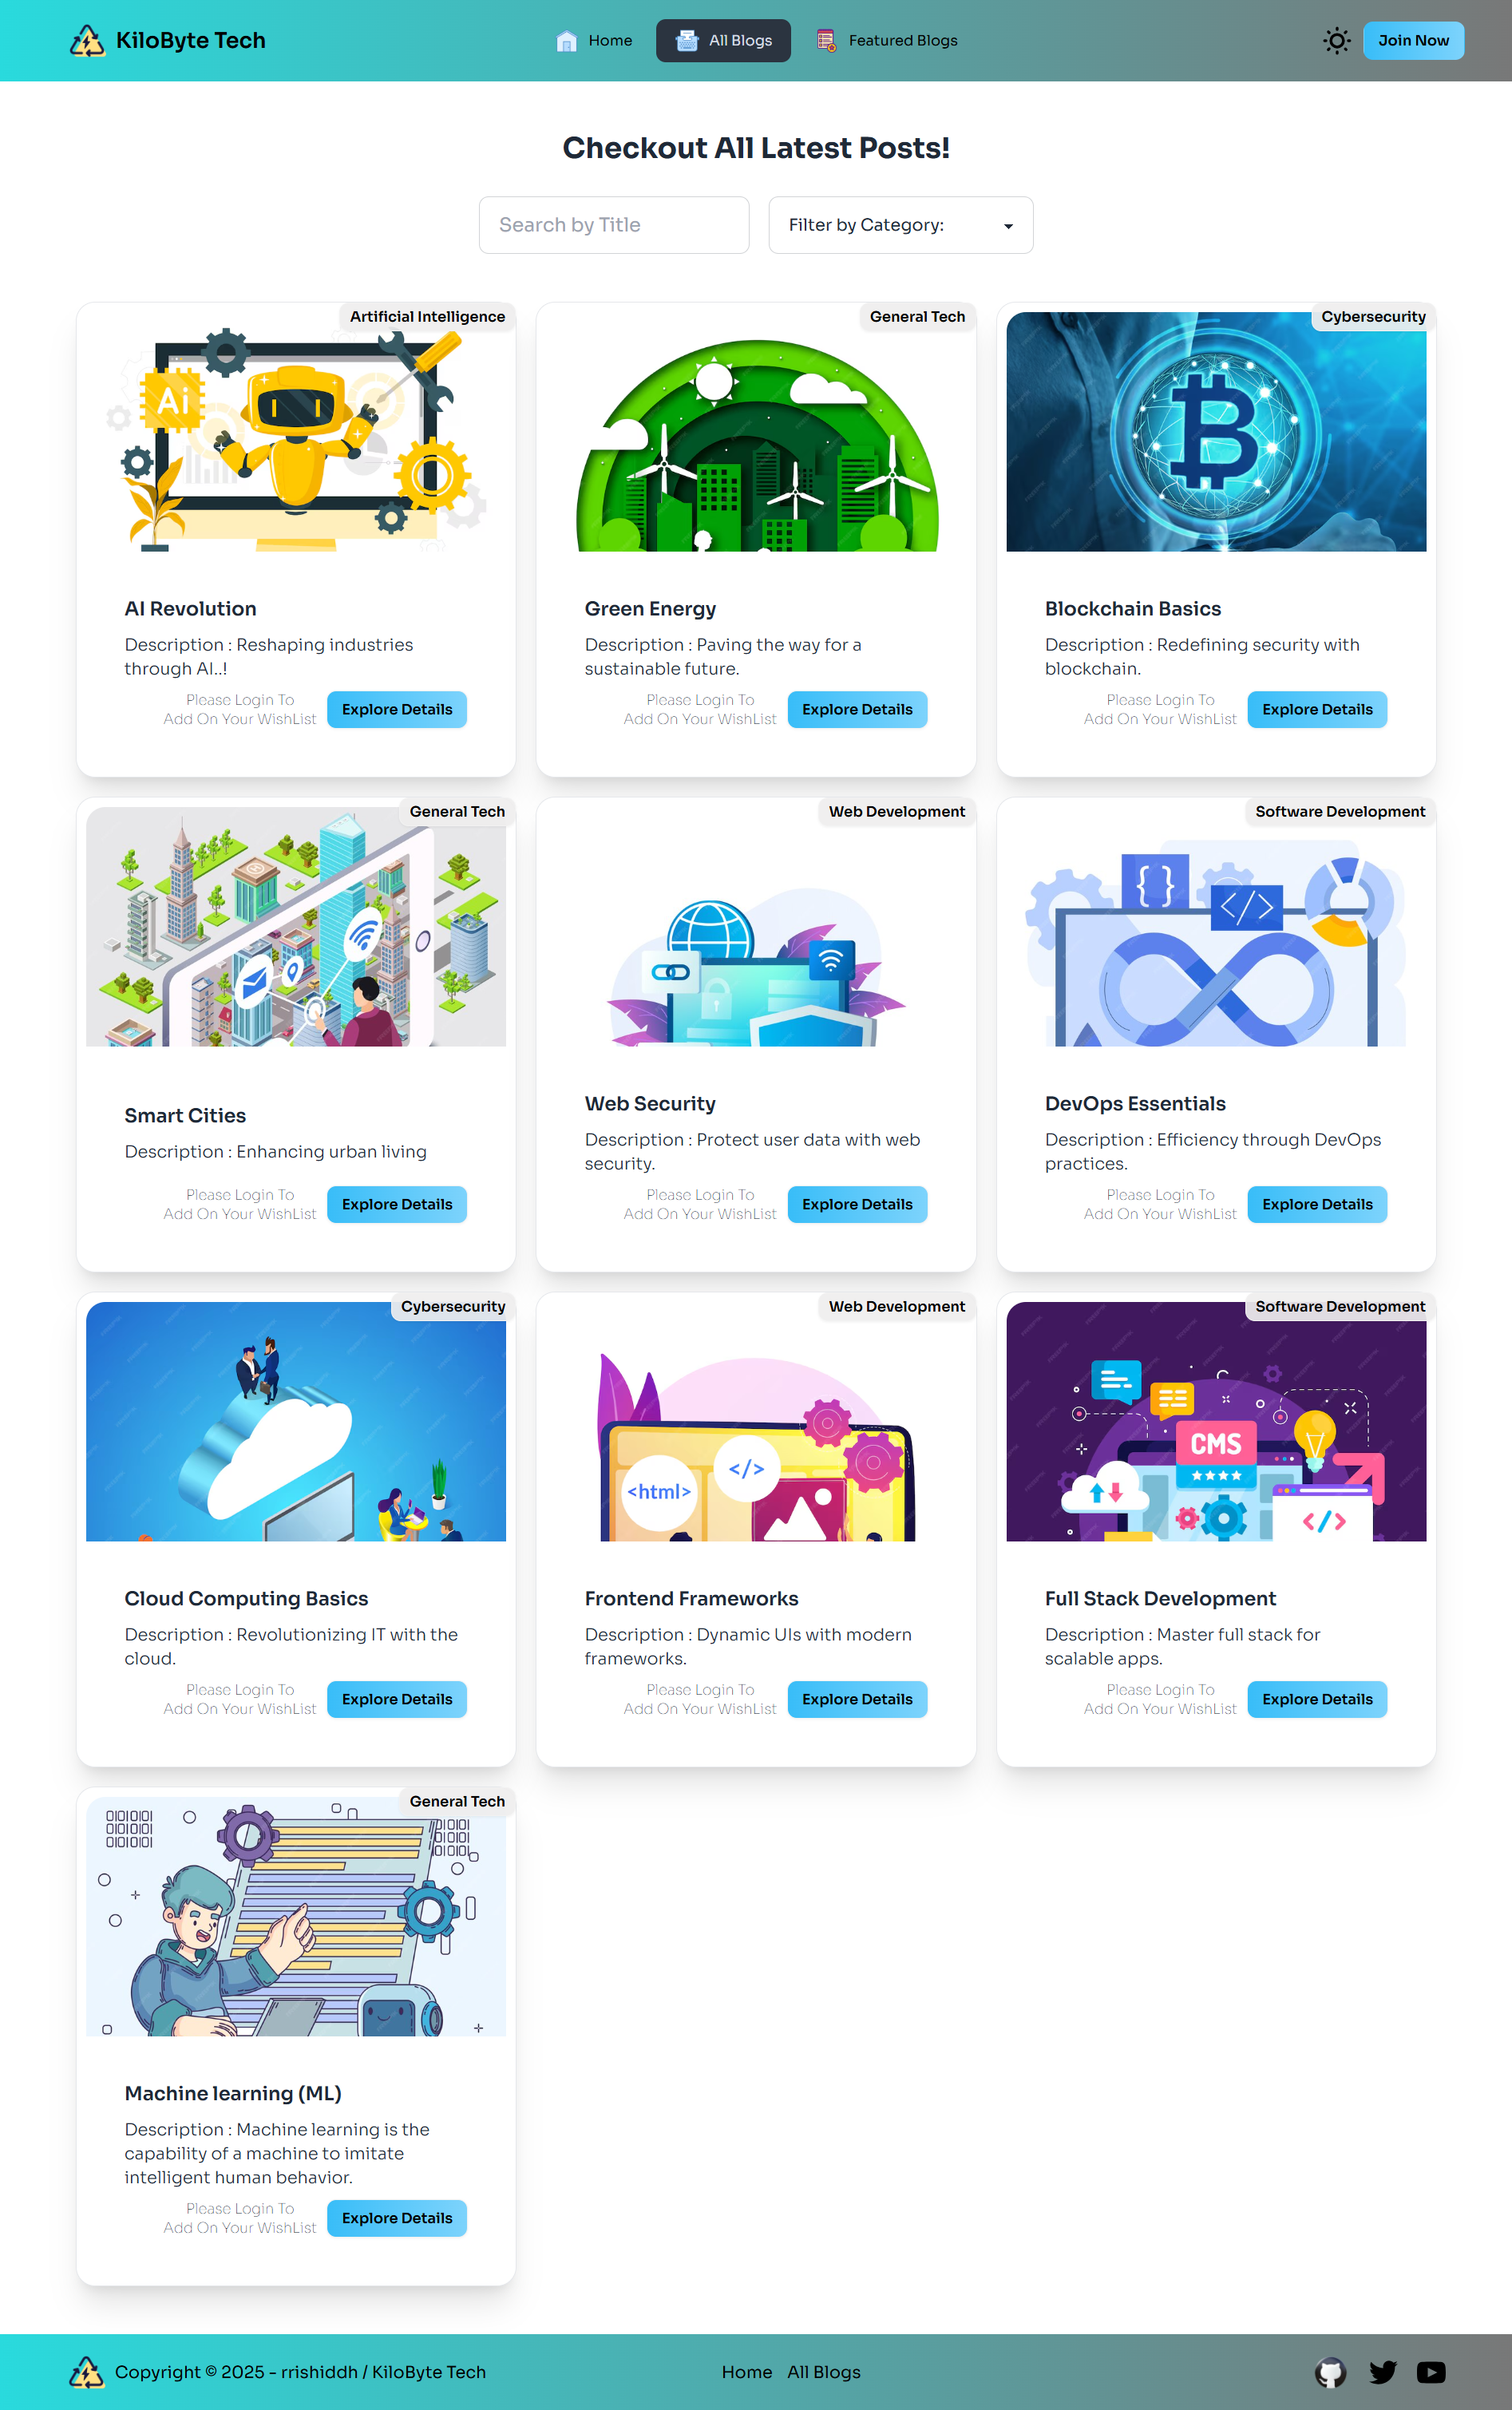 KiloByte Tech
Home
All Blogs
Featured Blogs
Join Now
Checkout All Latest Posts!
Search by Title
Filter by Category:
Artificial Intelligence
Ai
AI Revolution
Description : Reshaping industries
through AI..!
Please Login To
Add On Your WishList
Explore Details
General Tech
Green Energy
Description : Paving the way for a
sustainable future.
Please Login To
Add On Your WishList
Explore Details
Cybersecurity
B
Blockchain Basics
Description : Redefining security with
blockchain.
Please Login To
Add On Your WishList
Explore Details
General Tech
Smart Cities
Description : Enhancing urban living
Please Login To
Add On Your WishList
Explore Details
Web Development
Web Security
Description : Protect user data with web
security.
Please Login To
Add On Your WishList
Explore Details
Software Development
{ }
</>
DevOps Essentials
Description : Efficiency through DevOps
practices.
Please Login To
Add On Your WishList
Explore Details
Cybersecurity
Cloud Computing Basics
Description : Revolutionizing IT with the
cloud.
Please Login To
Add On Your WishList
Explore Details
Web Development
</>
<html>
Frontend Frameworks
Description : Dynamic UIs with modern
frameworks.
Please Login To
Add On Your WishList
Explore Details
Software Development
CMS
</>
Full Stack Development
Description : Master full stack for
scalable apps.
Please Login To
Add On Your WishList
Explore Details
General Tech
Machine learning (ML)
Description : Machine learning is the
capability of a machine to imitate
intelligent human behavior.
Please Login To
Add On Your WishList
Explore Details
Copyright © 2025 - rrishiddh / KiloByte Tech
Home
All Blogs